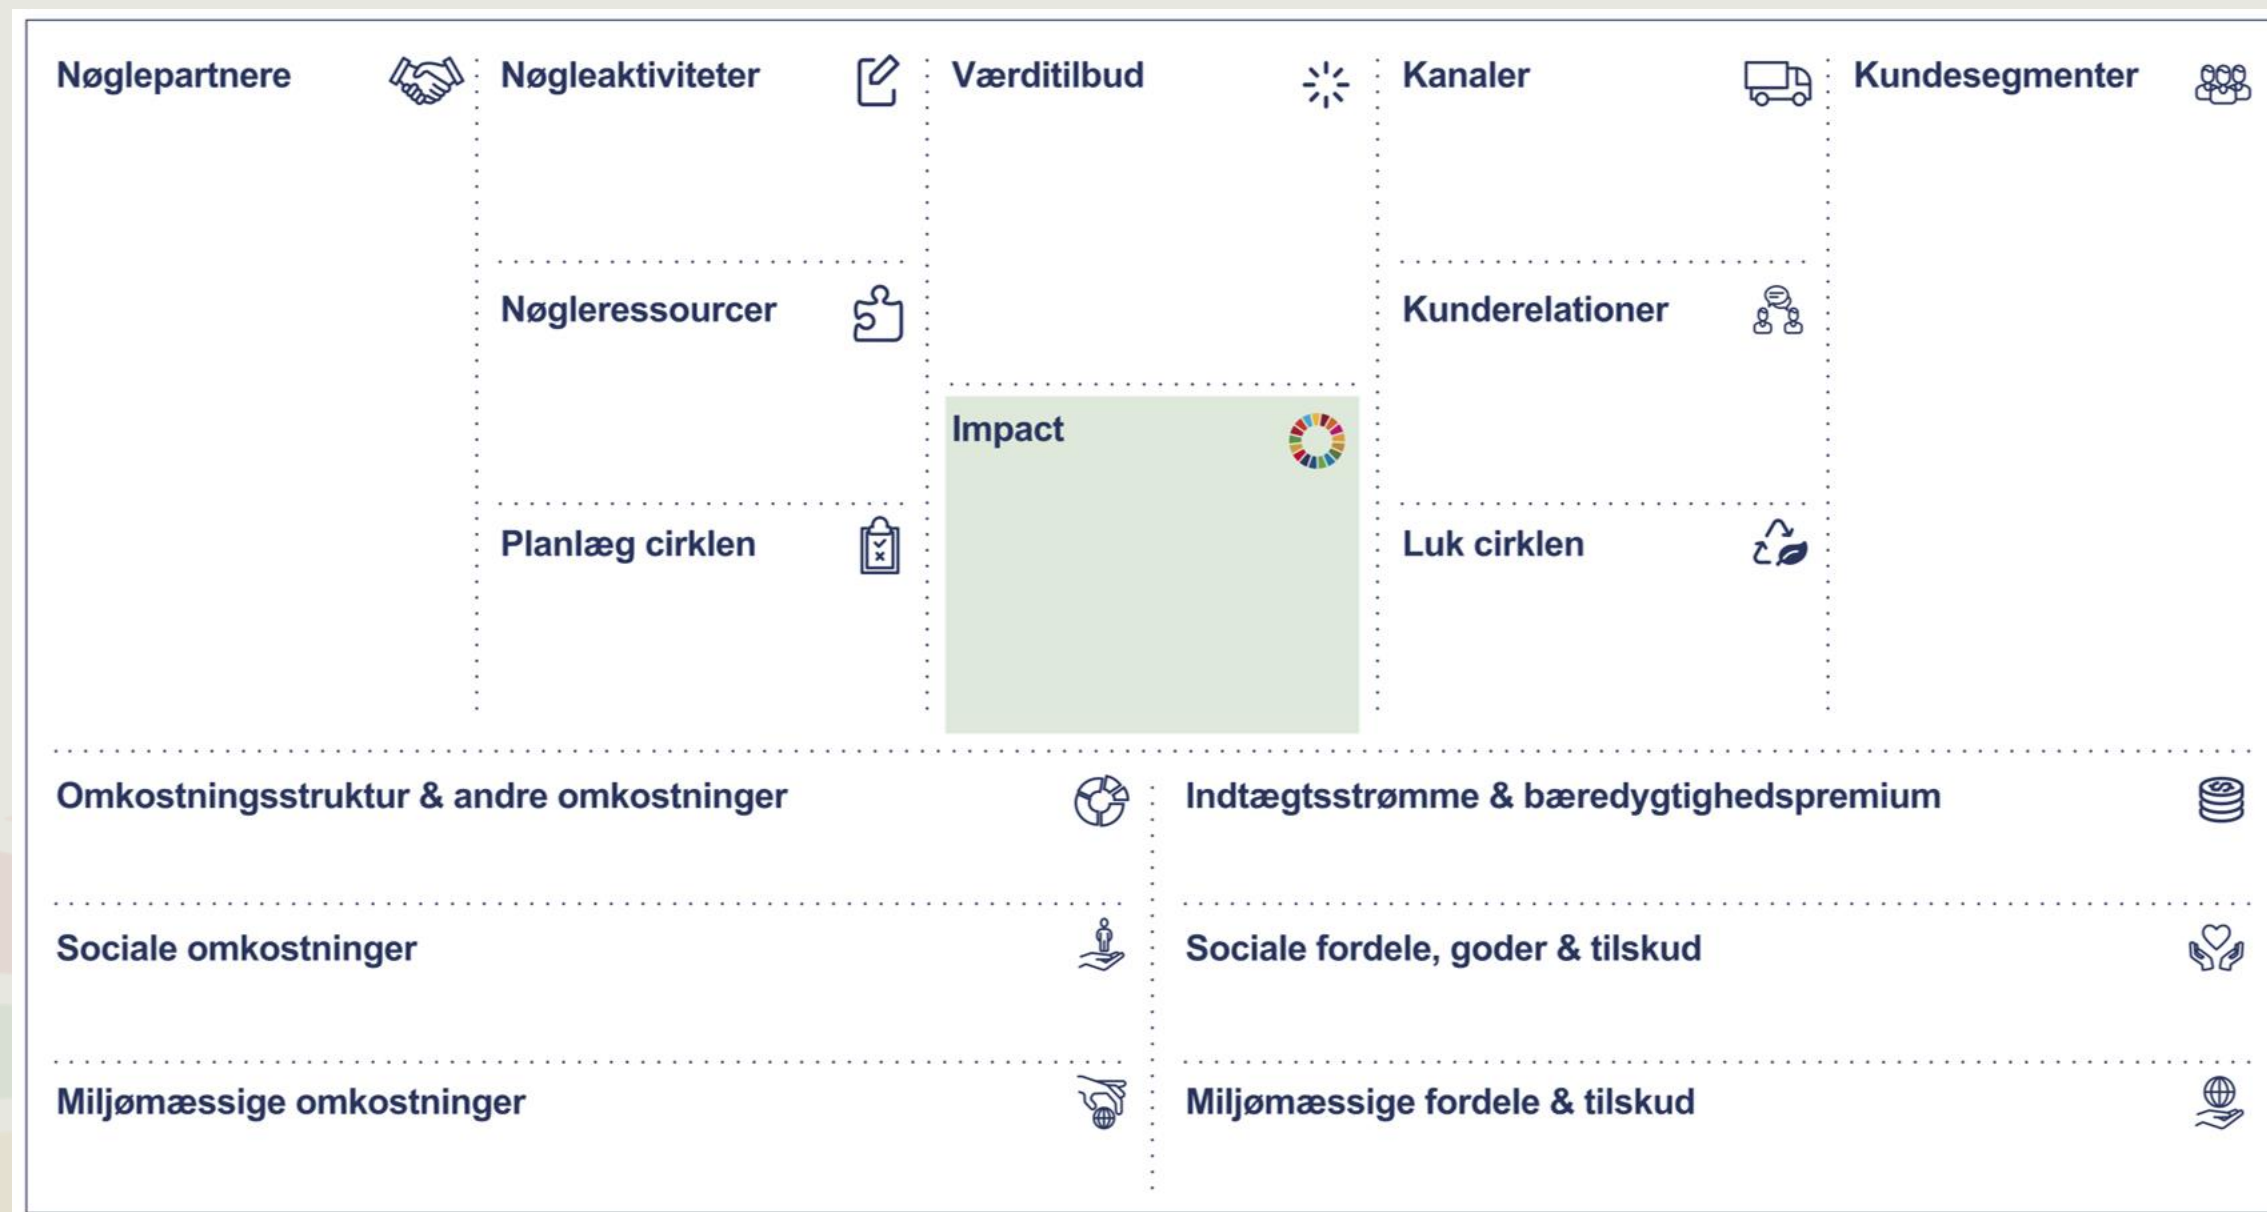 Nøglepartnere
Nøgleaktiviteter
Værditilbud
Kanaler
Kundesegmenter
Nøgleressourcer
Kunderelationer
Impact
Planlæg cirklen
Luk cirklen
Omkostningsstruktur & andre omkostninger
Indtægtsstrømme & bæredygtighedspremium
Sociale omkostninger
Sociale fordele, goder & tilskud
Miljømæssige omkostninger
Miljømæssige fordele & tilskud